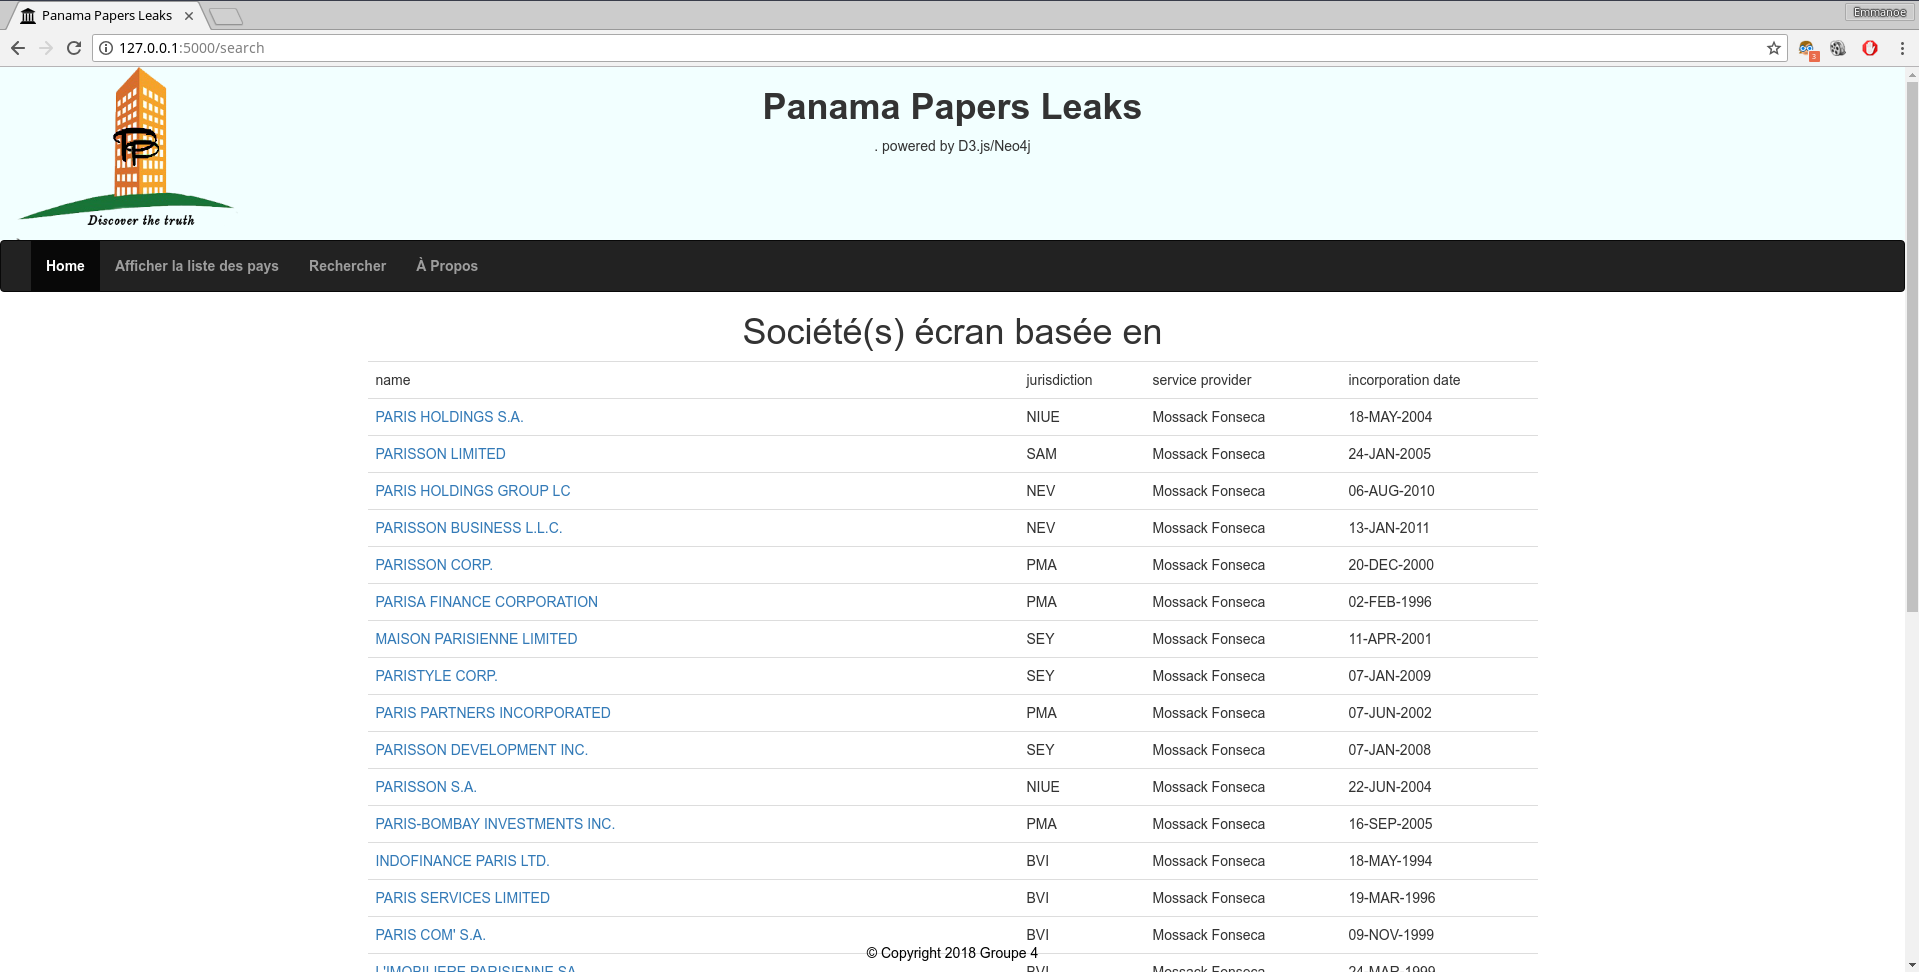 Panama Papers Leaks
Emmanoe
127.0.0.1:5000/search
3
Panama Papers Leaks
. powered by D3.js/Neo4j
PP
Discover the truth
Home Afficher la liste des pays Rechercher À Propos
Société(s) écran basée en
name jurisdiction service provider incorporation date
PARIS HOLDINGS S.A. NIUE Mossack Fonseca 18-MAY-2004
PARISSON LIMITED SAM Mossack Fonseca 24-JAN-2005
PARIS HOLDINGS GROUP LC NEV Mossack Fonseca 06-AUG-2010
PARISSON BUSINESS L.L.C. NEV Mossack Fonseca 13-JAN-2011
PARISSON CORP. PMA Mossack Fonseca 20-DEC-2000
PARISA FINANCE CORPORATION PMA Mossack Fonseca 02-FEB-1996
MAISON PARISIENNE LIMITED SEY Mossack Fonseca 11-APR-2001
PARISTYLE CORP. SEY Mossack Fonseca 07-JAN-2009
PARIS PARTNERS INCORPORATED PMA Mossack Fonseca 07-JUN-2002
PARISSON DEVELOPMENT INC. SEY Mossack Fonseca 07-JAN-2008
PARISSON S.A. NIUE Mossack Fonseca 22-JUN-2004
PARIS-BOMBAY INVESTMENTS INC. PMA Mossack Fonseca 16-SEP-2005
INDOFINANCE PARIS LTD. BVI Mossack Fonseca 18-MAY-1994
PARIS SERVICES LIMITED BVI Mossack Fonseca 19-MAR-1996
PARIS COM' S.A. BVI Mossack Fonseca 09-NOV-1999
© Copyright 2018 Groupe 4
L'IMOBILIERE PARISIENNE SA BVI Mossack Fonseca 24-MAR-1999